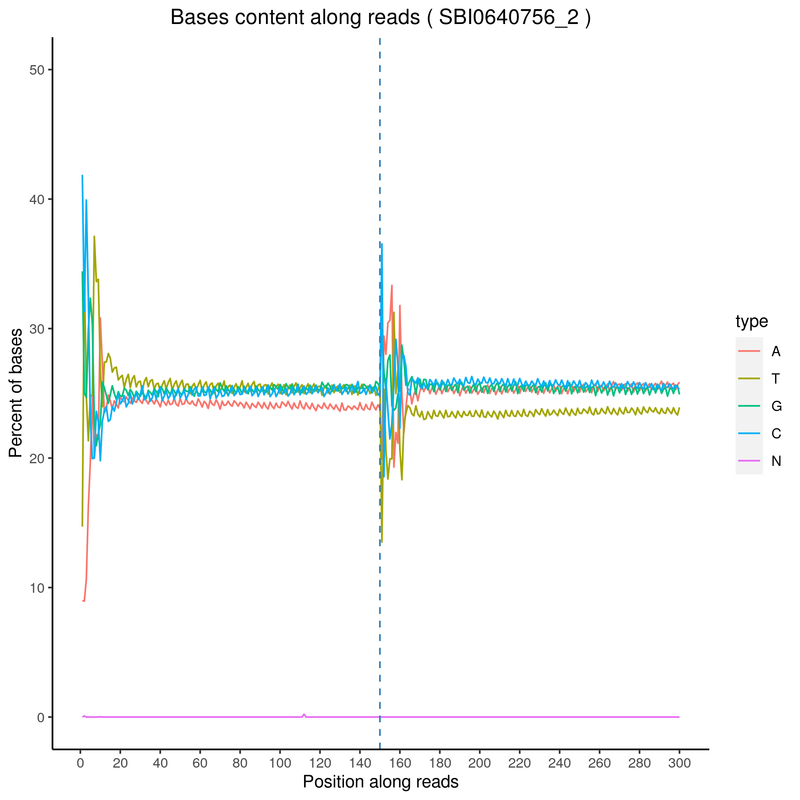 Bases content along reads ( SBI0640756_2 )
Percent of bases
50
40
30
20
10
0
0 20 40 60 80 100 120 140 160 180 200 220 240 260 280 300
Position along reads
type
A
T
G
C
N